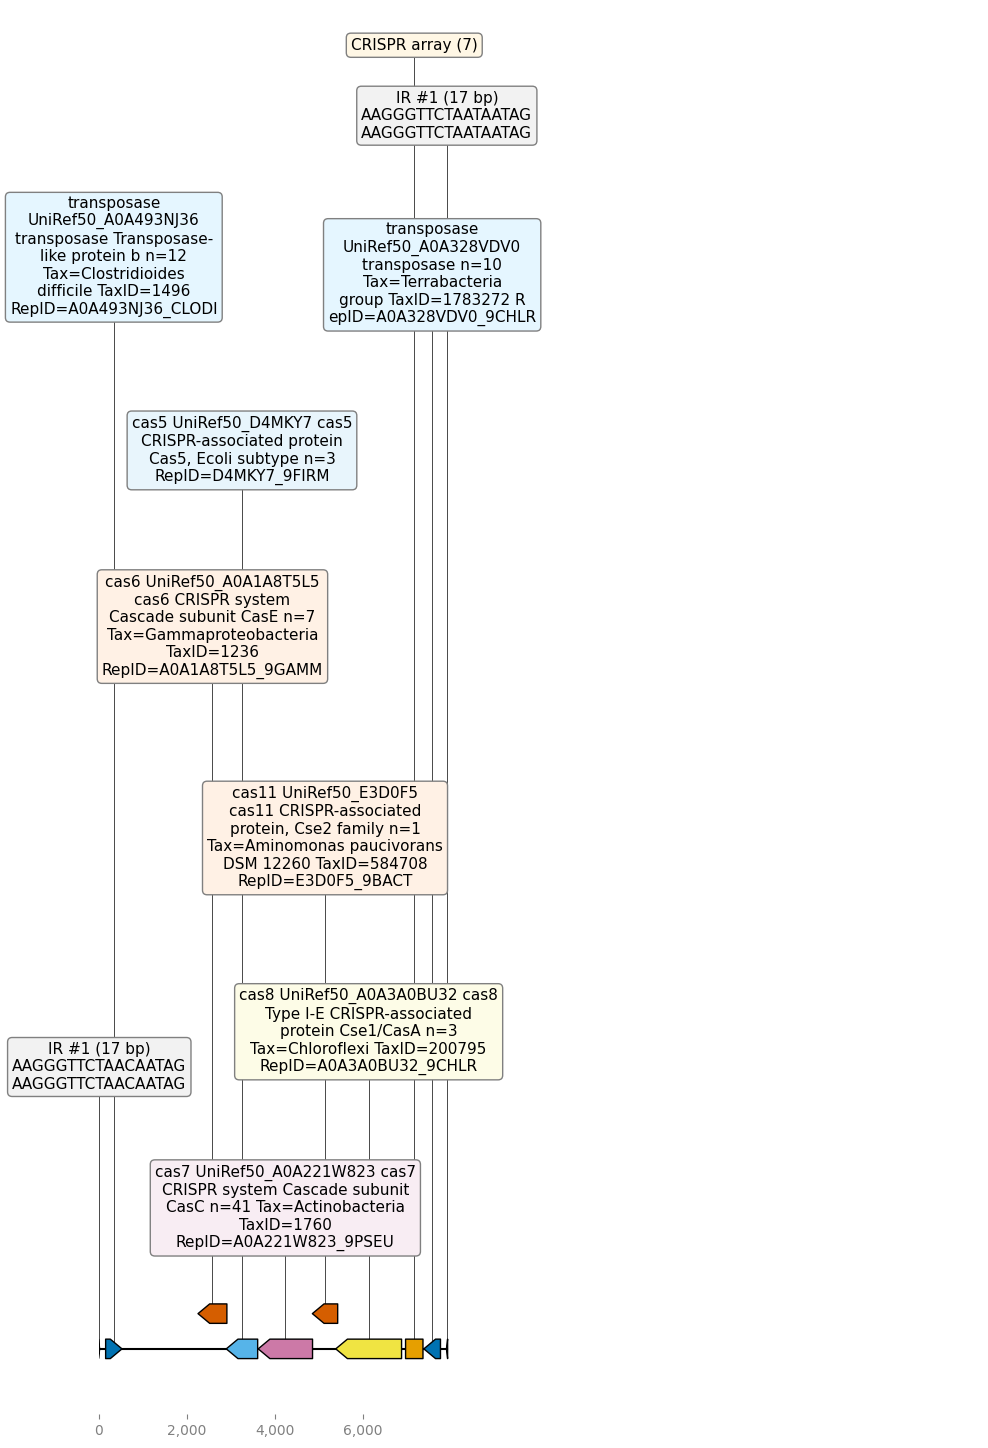 CRISPR array (7)
IR #1 (17 bp)
AAGGGTTCTAATAATAG
AAGGGTTCTAATAATAG
transposase
UniRef50_A0A493NJ36
transposase Transposase-
like protein b n=12
Tax=Clostridioides
difficile TaxID=1496
RepID=A0A493NJ36_CLODI
transposase
UniRef50_A0A328VDV0
transposase n=10
Tax=Terrabacteria
group TaxID=1783272 R
epID=A0A328VDV0_9CHLR
cas5 UniRef50_D4MKY7 cas5
CRISPR-associated protein
Cas5, Ecoli subtype n=3
RepID=D4MKY7_9FIRM
cas6 UniRef50_A0A1A8T5L5
cas6 CRISPR system
Cascade subunit CasE n=7
Tax=Gammaproteobacteria
TaxID=1236
RepID=A0A1A8T5L5_9GAMM
cas11 UniRef50_E3D0F5
cas11 CRISPR-associated
protein, Cse2 family n=1
Tax=Aminomonas paucivorans
DSM 12260 TaxID=584708
RepID=E3D0F5_9BACT
cas8 UniRef50_A0A3A0BU32 cas8
Type I-E CRISPR-associated
protein Cse1/CasA n=3
Tax=Chloroflexi TaxID=200795
RepID=A0A3A0BU32_9CHLR
IR #1 (17 bp)
AAGGGTTCTAACAATAG
AAGGGTTCTAACAATAG
cas7 UniRef50_A0A221W823 cas7
CRISPR system Cascade subunit
CasC n=41 Tax=Actinobacteria
TaxID=1760
RepID=A0A221W823_9PSEU
0 2,000 4,000 6,000